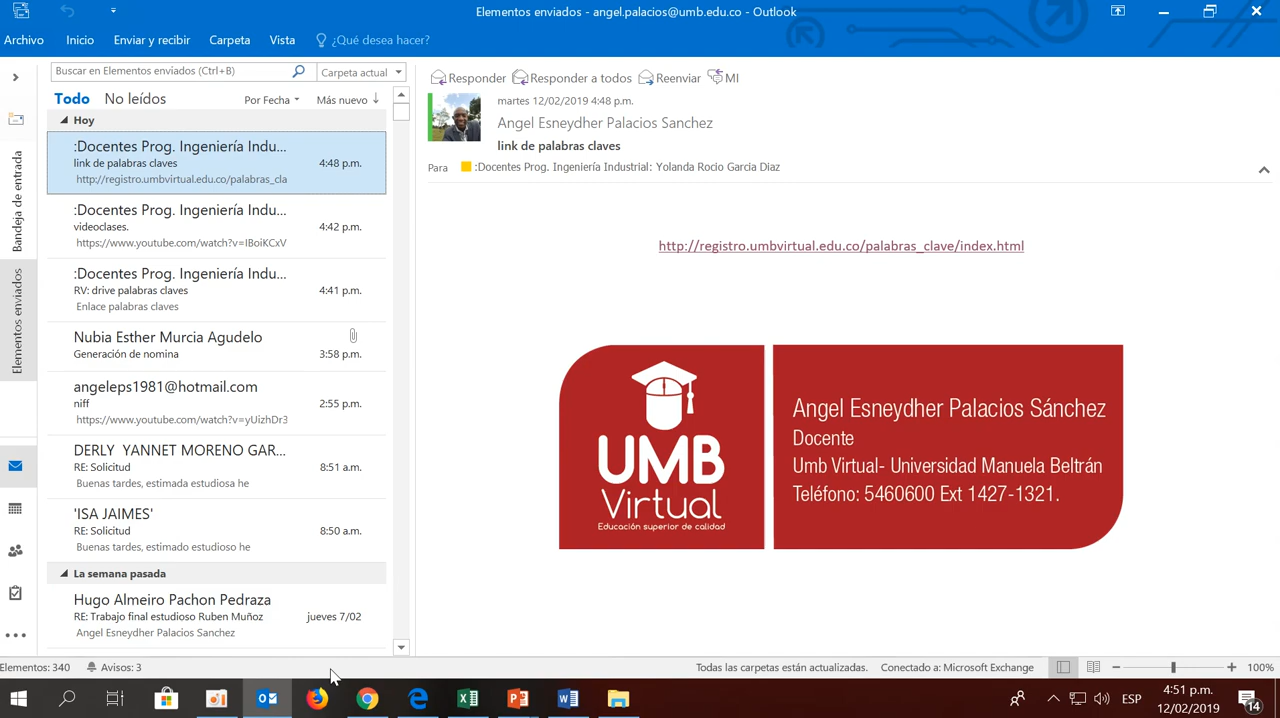 Elementos enviados - angel.palacios@umb.edu.co - Outlook
Archivo Inicio Enviar y recibir Carpeta Vista ¿Qué desea hacer?
Buscar en Elementos enviados (Ctrl+B) Carpeta actual
Todo No leídos Por Fecha Más nuevo
Hoy
:Docentes Prog. Ingeniería Indu...
link de palabras claves 4:48 p.m.
http://registro.umbvirtual.edu.co/palabras_cla
:Docentes Prog. Ingeniería Indu...
videoclases. 4:42 p.m.
https://www.youtube.com/watch?v=IBoiKCxV
:Docentes Prog. Ingeniería Indu...
RV: drive palabras claves 4:41 p.m.
Enlace palabras claves
Nubia Esther Murcia Agudelo
Generación de nomina 3:58 p.m.
angeleps1981@hotmail.com
niff 2:55 p.m.
https://www.youtube.com/watch?v=yUizhDr3
DERLY YANNET MORENO GAR...
RE: Solicitud 8:51 a.m.
Buenas tardes, estimada estudiosa he
'ISA JAIMES'
RE: Solicitud 8:50 a.m.
Buenas tardes, estimado estudioso he
La semana pasada
Hugo Almeiro Pachon Pedraza
RE: Trabajo final estudioso Ruben Muñoz jueves 7/02
Angel Esneydher Palacios Sanchez
Bandeja de entrada
Elementos enviados
Responder Responder a todos Reenviar MI
martes 12/02/2019 4:48 p.m.
Angel Esneydher Palacios Sanchez
link de palabras claves
Para :Docentes Prog. Ingeniería Industrial: Yolanda Rocio Garcia Diaz
http://registro.umbvirtual.edu.co/palabras_clave/index.html
UMB
Virtual
Educación superior de calidad
Angel Esneydher Palacios Sánchez
Docente
Umb Virtual- Universidad Manuela Beltrán
Teléfono: 5460600 Ext 1427-1321.
Elementos: 340 Avisos: 3 Todas las carpetas están actualizadas. Conectado a: Microsoft Exchange 100%
ESP
4:51 p.m.
12/02/2019
14